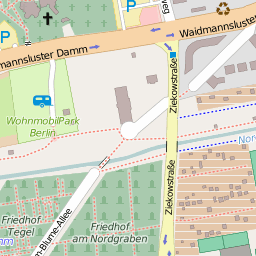 P
P
Waidmannsluster
mannsluster Damm
Ziekowstraße
WohnmobilPark
Berlin
Ziekowstraße
Friedhof
Tegel
Friedhof
am Nordgraben
-Blume-Allee